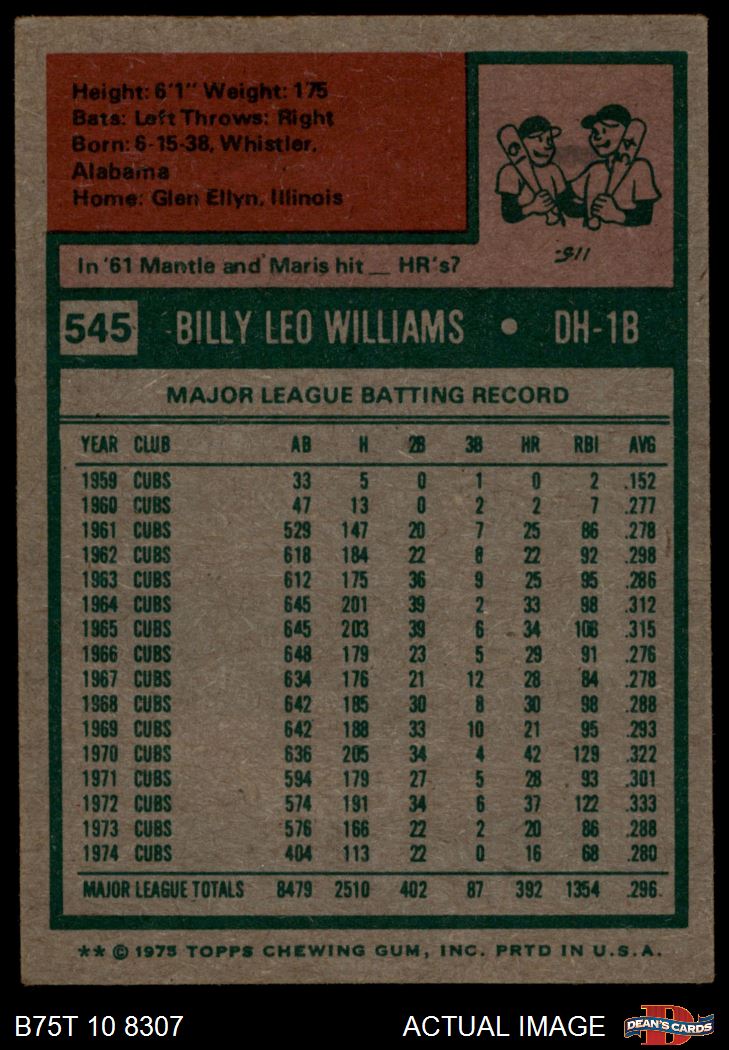 Height: 6'1" Weight: 175
Bats: Left Throws: Right
Born: 6-15-38, Whistler,
Alabama
Home: Glen Ellyn, Illinois
In '61 Mantle and Maris hit __ HR's?
61 54
545 BILLY LEO WILLIAMS • DH-1B
MAJOR LEAGUE BATTING RECORD
YEAR CLUB AB H 2B 3B HR RBI AVG
1959 CUBS 33 5 0 1 0 2 .152
1960 CUBS 47 13 0 2 2 7 .277
1961 CUBS 529 147 20 7 25 86 .278
1962 CUBS 618 184 22 8 22 92 .298
1963 CUBS 612 175 36 9 25 95 .286
1964 CUBS 645 201 39 2 33 98 .312
1965 CUBS 645 203 39 6 34 108 .315
1966 CUBS 648 179 23 5 29 91 .276
1967 CUBS 634 176 21 12 28 84 .278
1968 CUBS 642 185 30 8 30 98 .288
1969 CUBS 642 188 33 10 21 95 .293
1970 CUBS 636 205 34 4 42 129 .322
1971 CUBS 594 179 27 5 28 93 .301
1972 CUBS 574 191 34 6 37 122 .333
1973 CUBS 576 166 22 2 20 86 .288
1974 CUBS 404 113 22 0 16 68 .280
MAJOR LEAGUE TOTALS 8479 2510 402 87 392 1354 .296
** © 1975 TOPPS CHEWING GUM, INC. PRTD IN U.S.A.
B75T 10 8307 ACTUAL IMAGE
DEAN'S CARDS